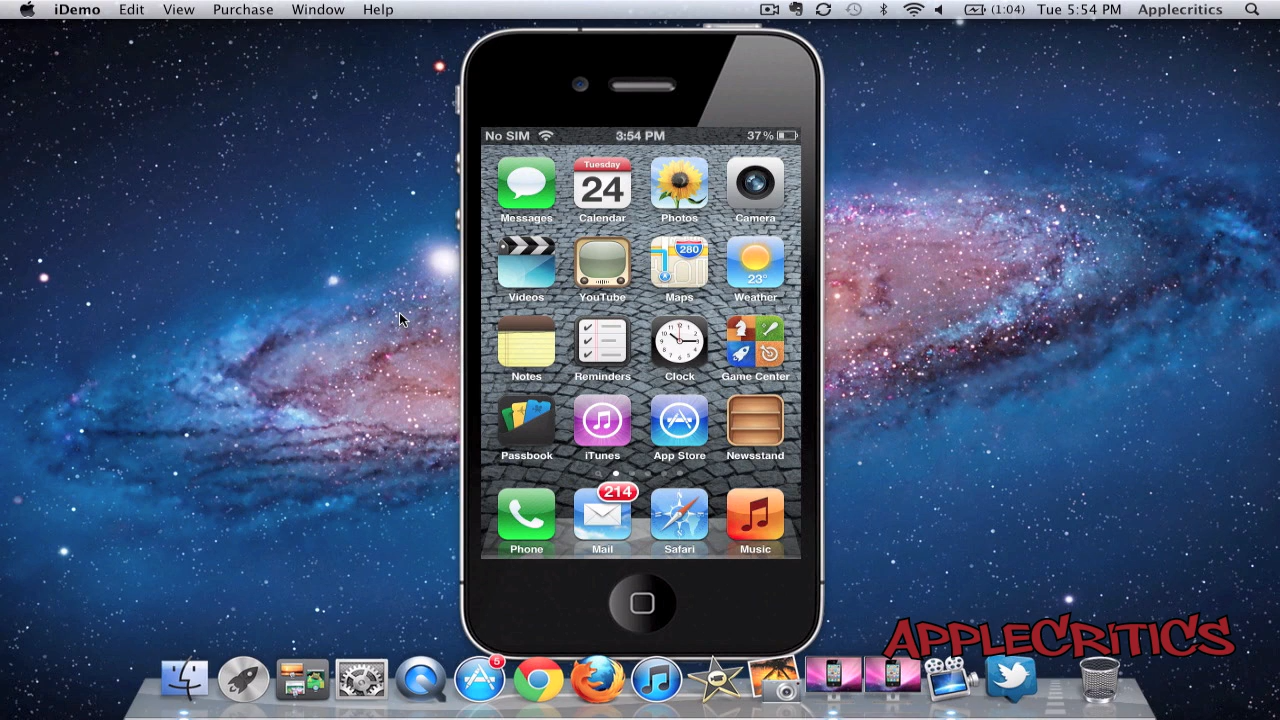 iDemo Edit View Purchase Window Help (1:04) Tue 5:54 PM Applecritics
No SIM 3:54 PM 37%
Tuesday
24
Messages Calendar Photos Camera
280
23°
Videos YouTube Maps Weather
Notes Reminders Clock Game Center
Passbook iTunes App Store Newsstand
214
Phone Mail Safari Music
APPLECRITICS
5